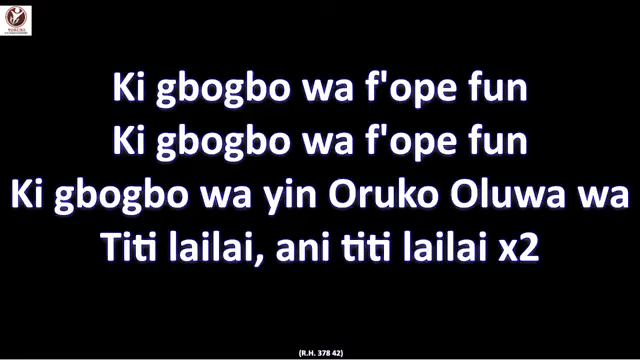 Ki gbogbo wa f'ope fun
Ki gbogbo wa f'ope fun
Ki gbogbo wa yin Oruko Oluwa wa
Titi lailai, ani titi lailai x2
(R.H. 378 42)